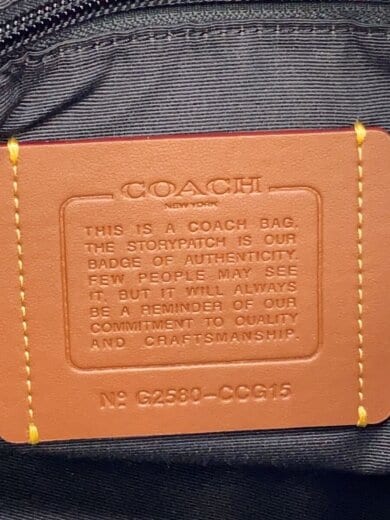 COACH
NEW YORK
THIS IS A COACH BAG.
THE STORYPATCH IS OUR
BADGE OF AUTHENTICITY.
FEW PEOPLE MAY SEE
IT, BUT IT WILL ALWAYS
BE A REMINDER OF OUR
COMMITMENT TO QUALITY
AND CRAFTSMANSHIP.
Nº G2580-CCG15